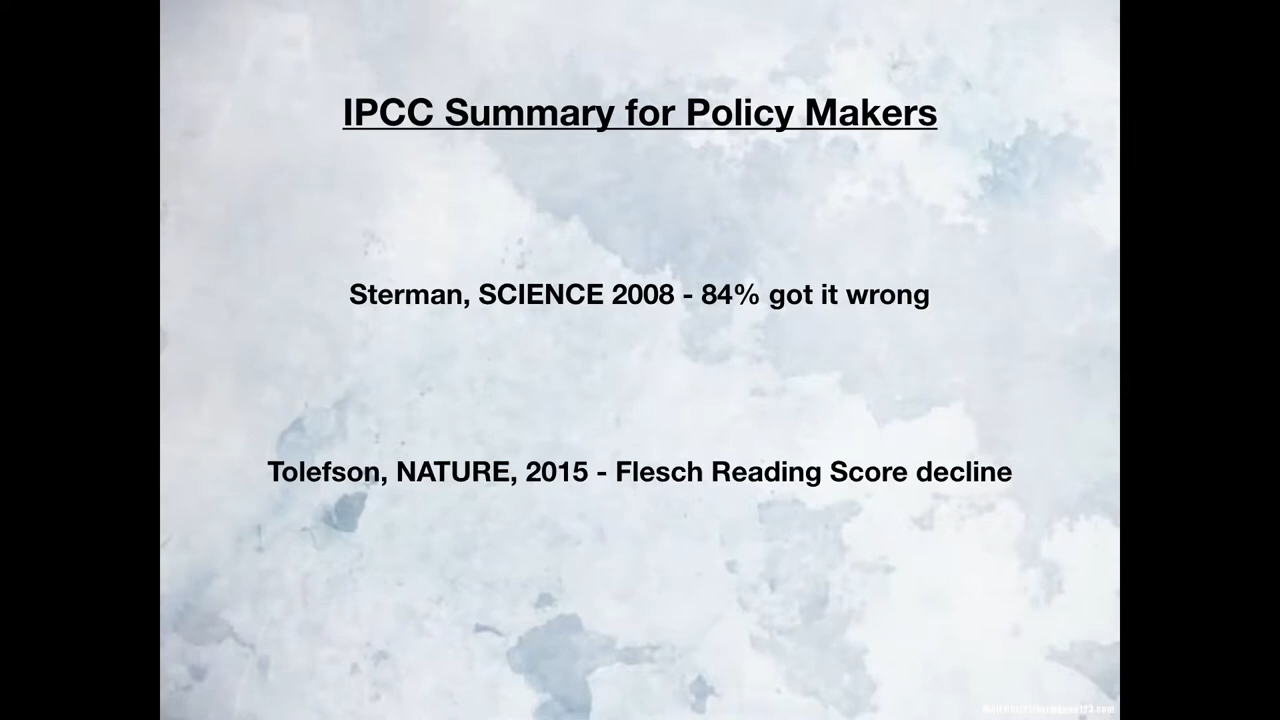 IPCC Summary for Policy Makers
Sterman, SCIENCE 2008 - 84% got it wrong
Tolefson, NATURE, 2015 - Flesch Reading Score decline